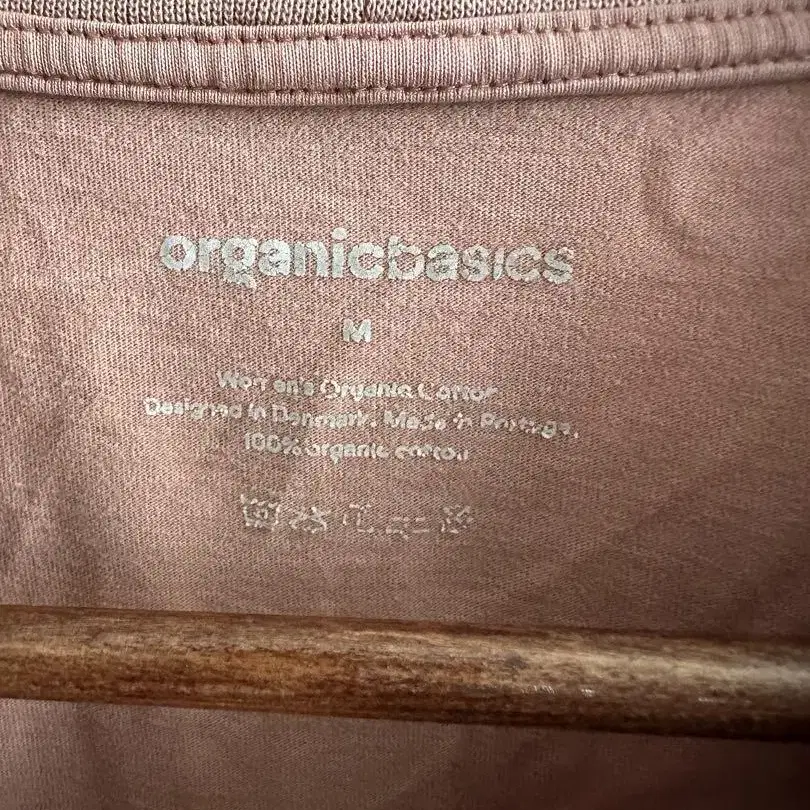 organicbasics
M
Women's Organic Cotton
Designed in Denmark. Made in Portugal.
100% organic cotton